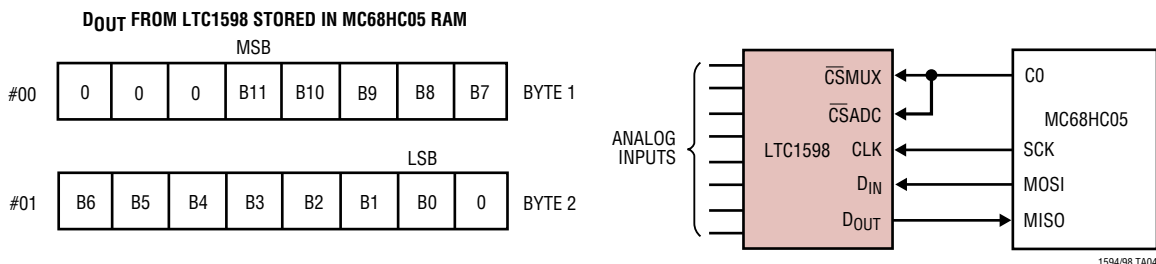 DOUT FROM LTC1598 STORED IN MC68HC05 RAM
MSB
#00 0 0 0 B11 B10 B9 B8 B7 BYTE 1
LSB
#01 B6 B5 B4 B3 B2 B1 B0 0 BYTE 2
ANALOG
INPUTS
LTC1598
C̅S̅MUX
C̅S̅ADC
CLK
DIN
DOUT
C0
MC68HC05
SCK
MOSI
MISO
1594/98 TA04